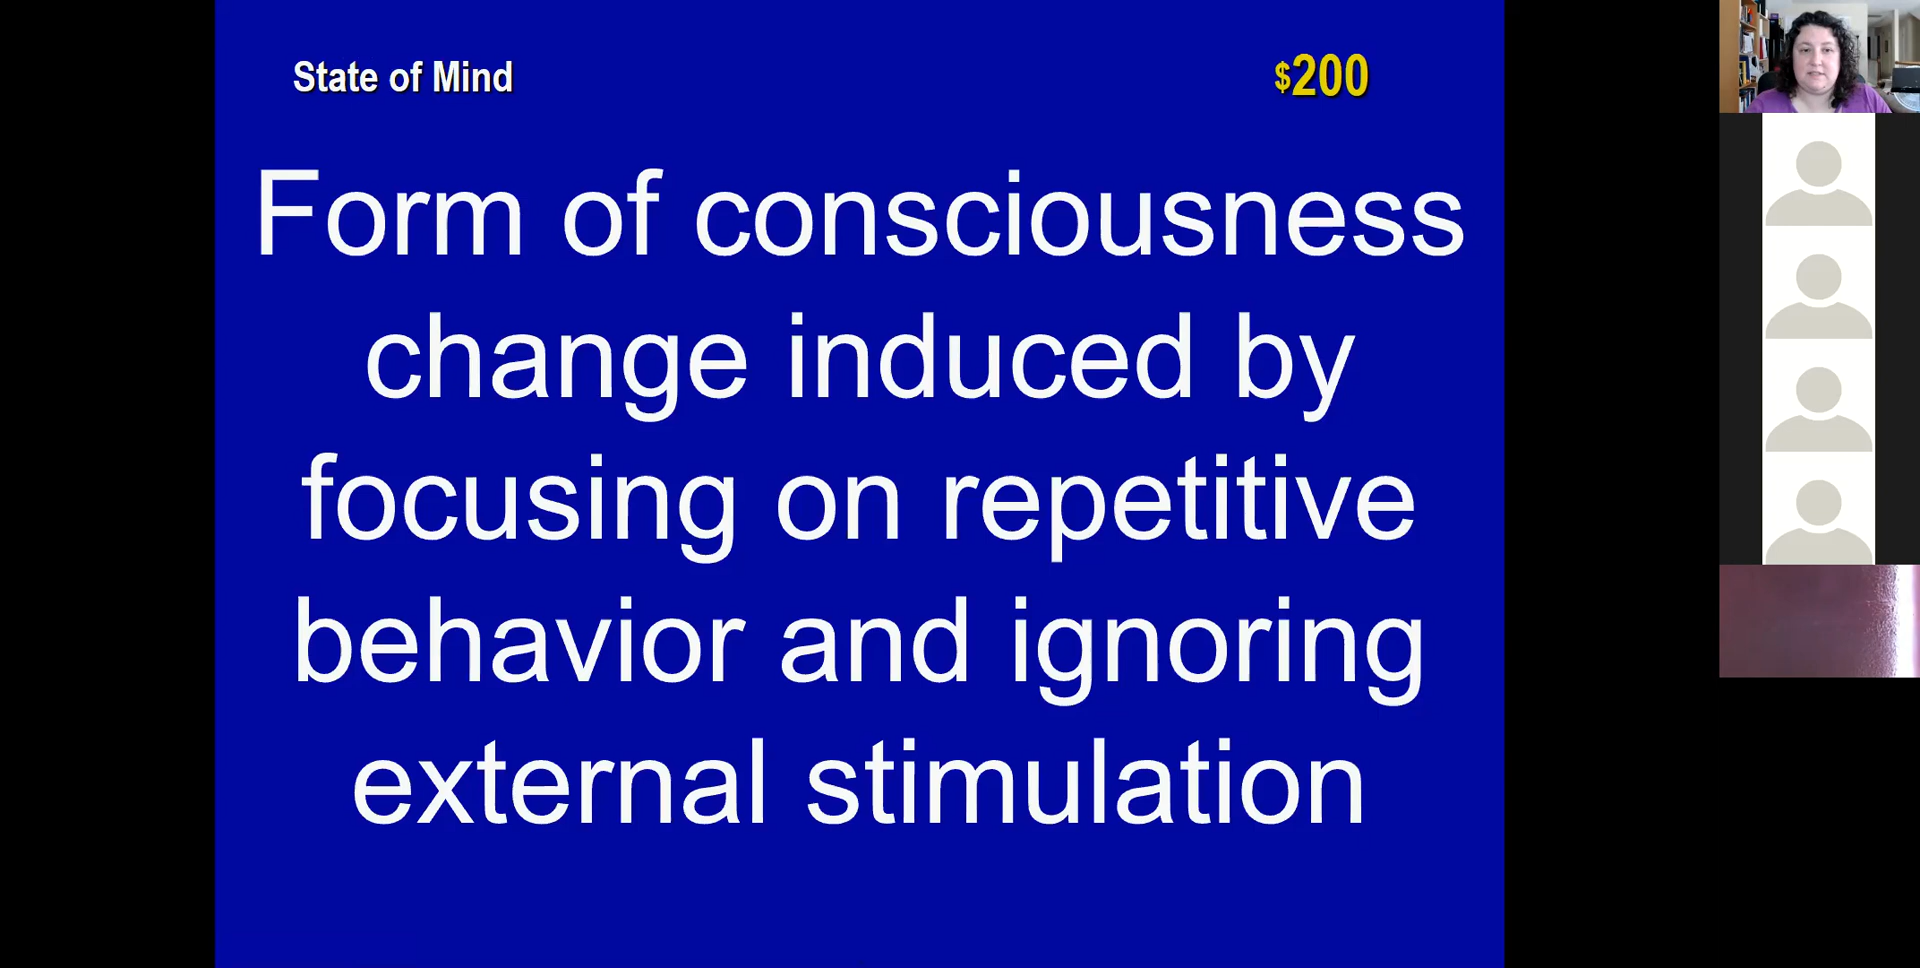 State of Mind
$200
Form of consciousness
change induced by
focusing on repetitive
behavior and ignoring
external stimulation